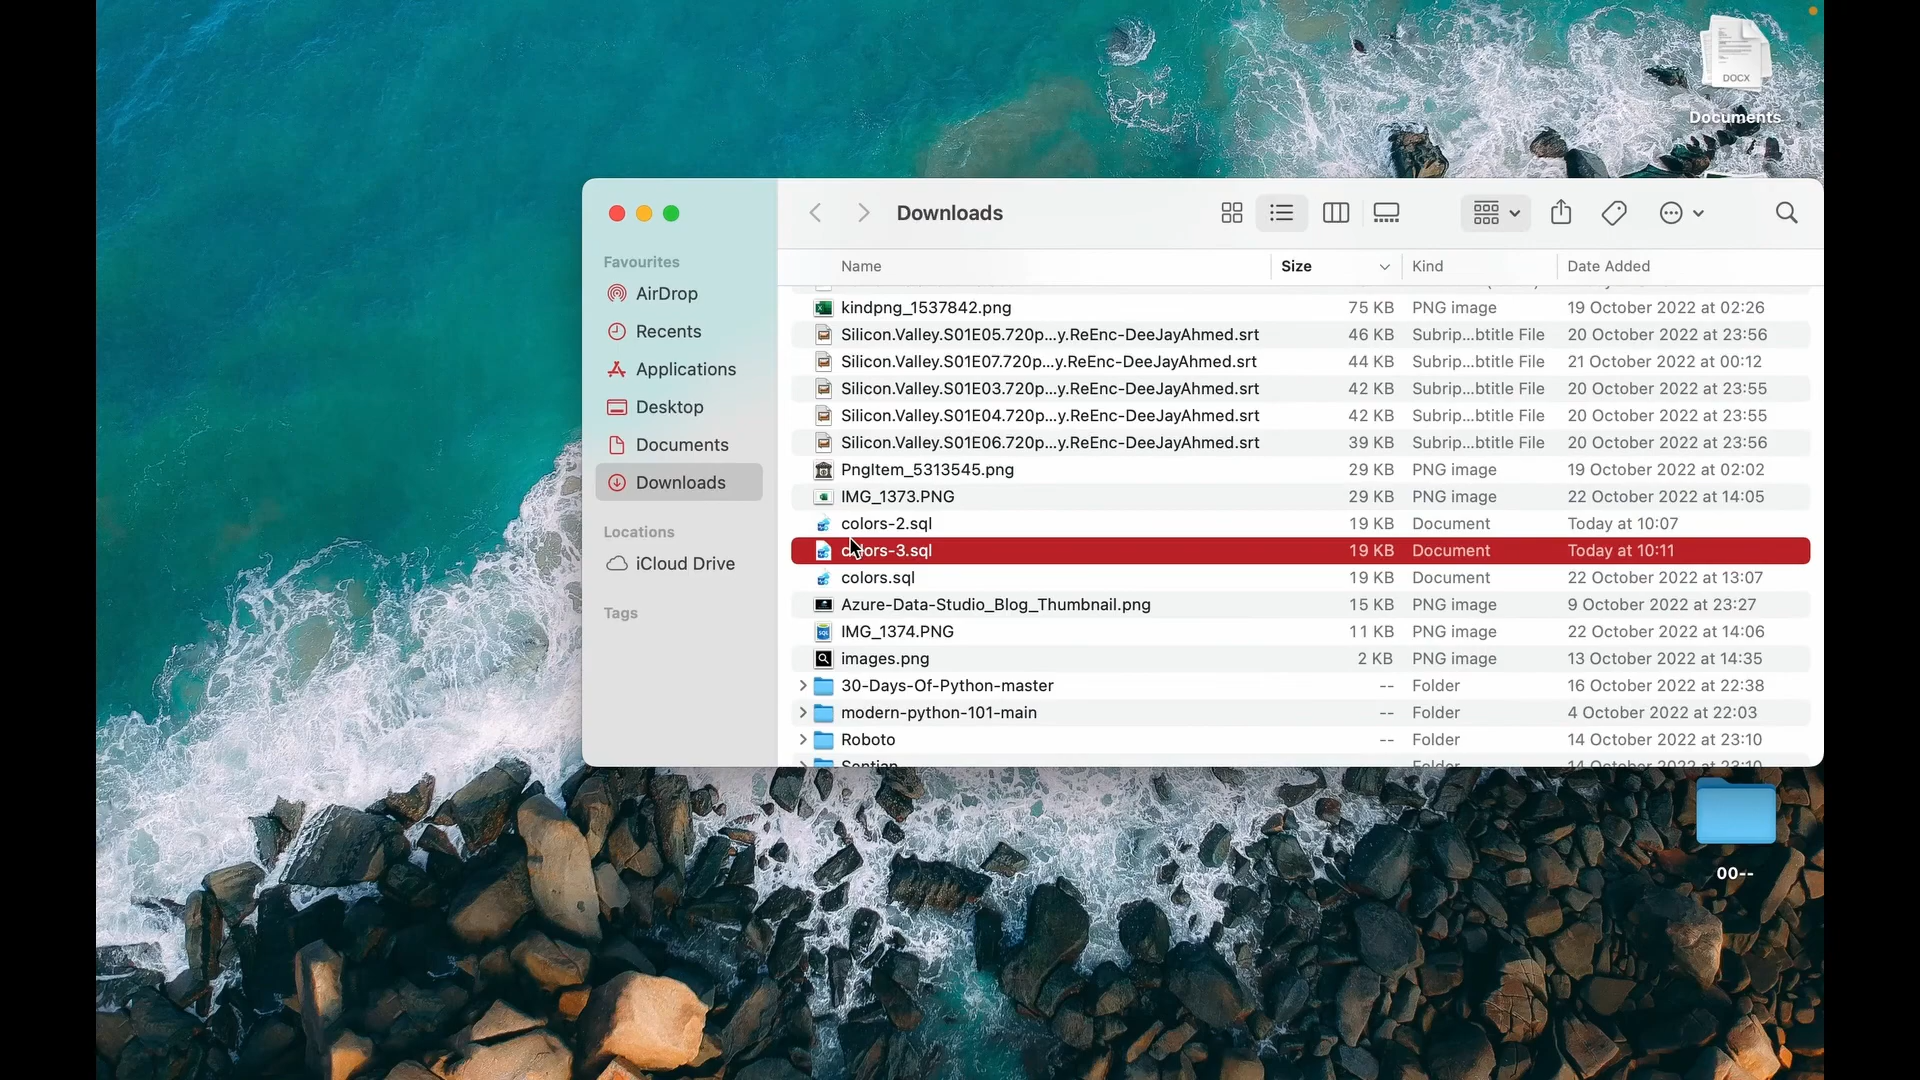 DOCX
Documents
Downloads
Favourites
AirDrop
Recents
Applications
Desktop
Documents
Downloads
Locations
iCloud Drive
Tags
Name Size Kind Date Added
kindpng_1537842.png 75 KB PNG image 19 October 2022 at 02:26
Silicon.Valley.S01E05.720p...y.ReEnc-DeeJayAhmed.srt 46 KB Subrip...btitle File 20 October 2022 at 23:56
Silicon.Valley.S01E07.720p...y.ReEnc-DeeJayAhmed.srt 44 KB Subrip...btitle File 21 October 2022 at 00:12
Silicon.Valley.S01E03.720p...y.ReEnc-DeeJayAhmed.srt 42 KB Subrip...btitle File 20 October 2022 at 23:55
Silicon.Valley.S01E04.720p...y.ReEnc-DeeJayAhmed.srt 42 KB Subrip...btitle File 20 October 2022 at 23:55
Silicon.Valley.S01E06.720p...y.ReEnc-DeeJayAhmed.srt 39 KB Subrip...btitle File 20 October 2022 at 23:56
PngItem_5313545.png 29 KB PNG image 19 October 2022 at 02:02
IMG_1373.PNG 29 KB PNG image 22 October 2022 at 14:05
colors-2.sql 19 KB Document Today at 10:07
colors-3.sql 19 KB Document Today at 10:11
colors.sql 19 KB Document 22 October 2022 at 13:07
Azure-Data-Studio_Blog_Thumbnail.png 15 KB PNG image 9 October 2022 at 23:27
IMG_1374.PNG 11 KB PNG image 22 October 2022 at 14:06
images.png 2 KB PNG image 13 October 2022 at 14:35
30-Days-Of-Python-master -- Folder 16 October 2022 at 22:38
modern-python-101-main -- Folder 4 October 2022 at 22:03
Roboto -- Folder 14 October 2022 at 23:10
Folder 14 October 2022 at 23:10
00--